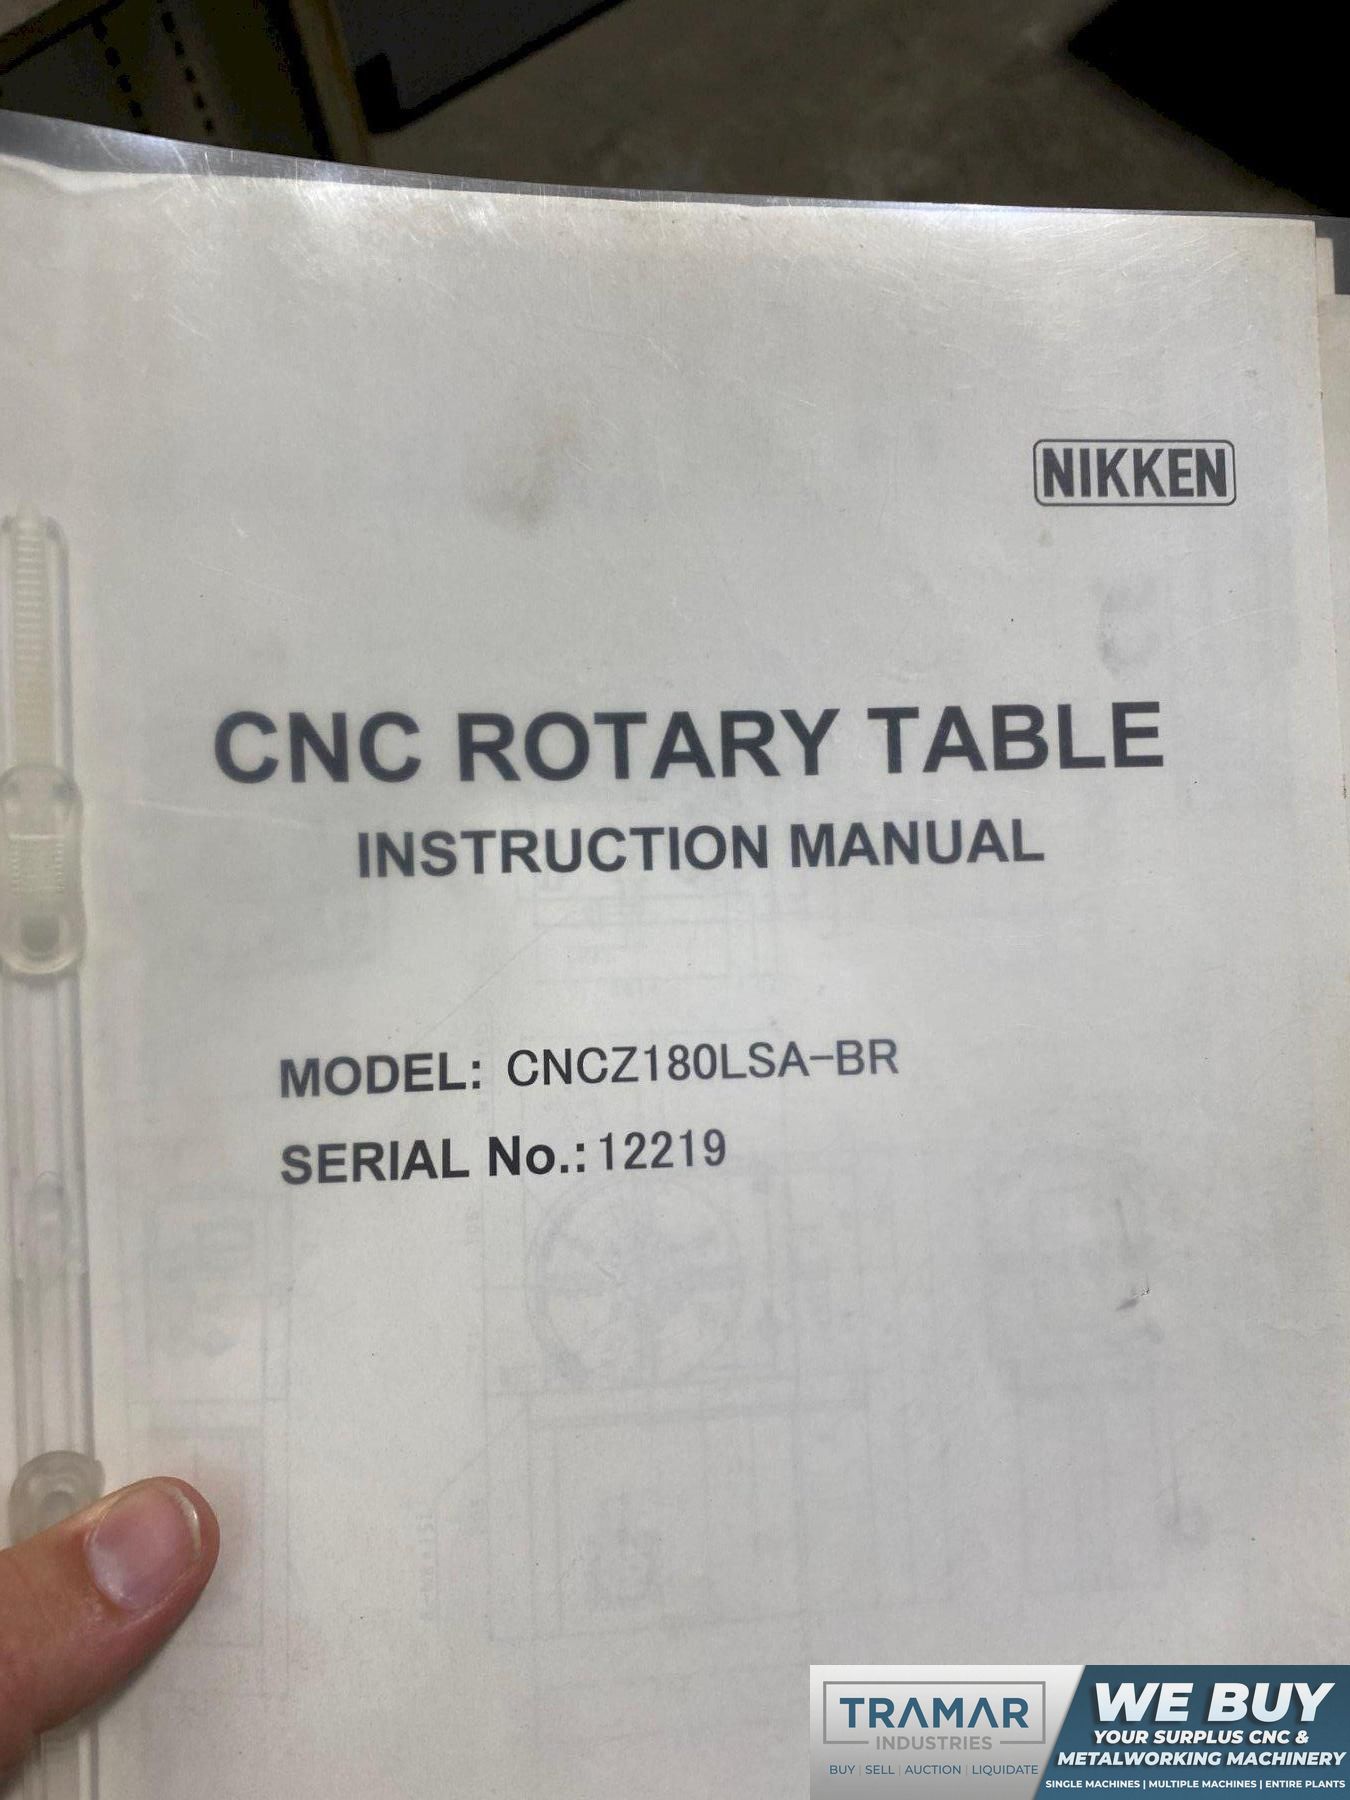 NIKKEN
CNC ROTARY TABLE
INSTRUCTION MANUAL
MODEL: CNCZ180LSA-BR
SERIAL No.: 12219
TRAMAR
INDUSTRIES
BUY | SELL | AUCTION | LIQUIDATE
WE BUY
YOUR SURPLUS CNC &
METALWORKING MACHINERY
SINGLE MACHINES | MULTIPLE MACHINES | ENTIRE PLANTS